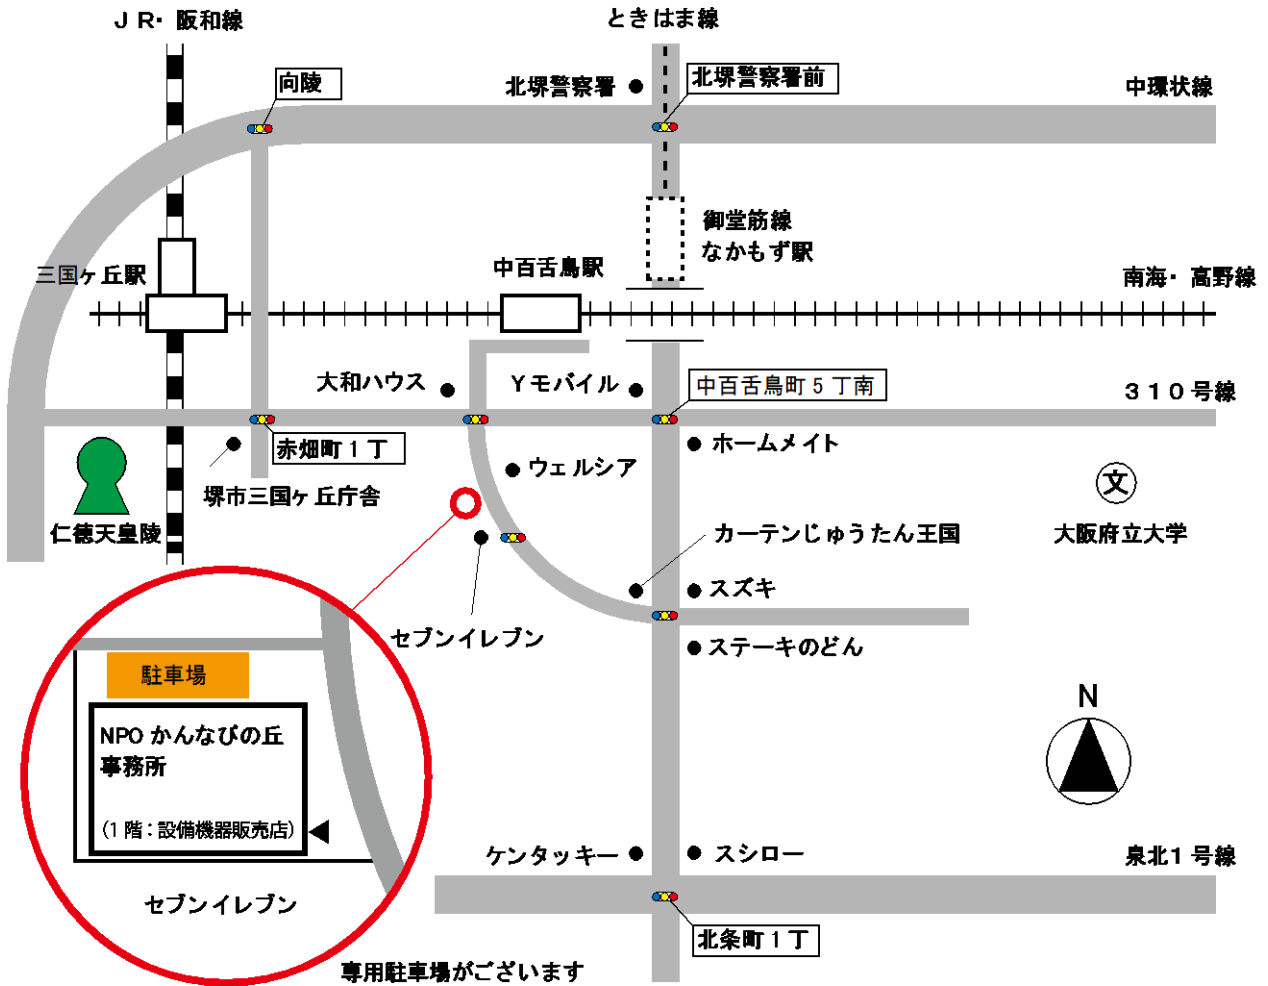 ＪＲ・阪和線
ときはま線
向陵
北堺警察署
北堺警察署前
中環状線
御堂筋線
なかもず駅
三国ヶ丘駅
中百舌鳥駅
南海・高野線
大和ハウス
Ｙモバイル
中百舌鳥町５丁南
３１０号線
赤畑町１丁
ホームメイト
ウェルシア
堺市三国ヶ丘庁舎
文
仁徳天皇陵
カーテンじゅうたん王国
大阪府立大学
スズキ
セブンイレブン
ステーキのどん
駐車場
N
NPO かんなびの丘
事務所
(1階：設備機器販売店)
ケンタッキー
スシロー
泉北1号線
セブンイレブン
北条町１丁
専用駐車場がございます